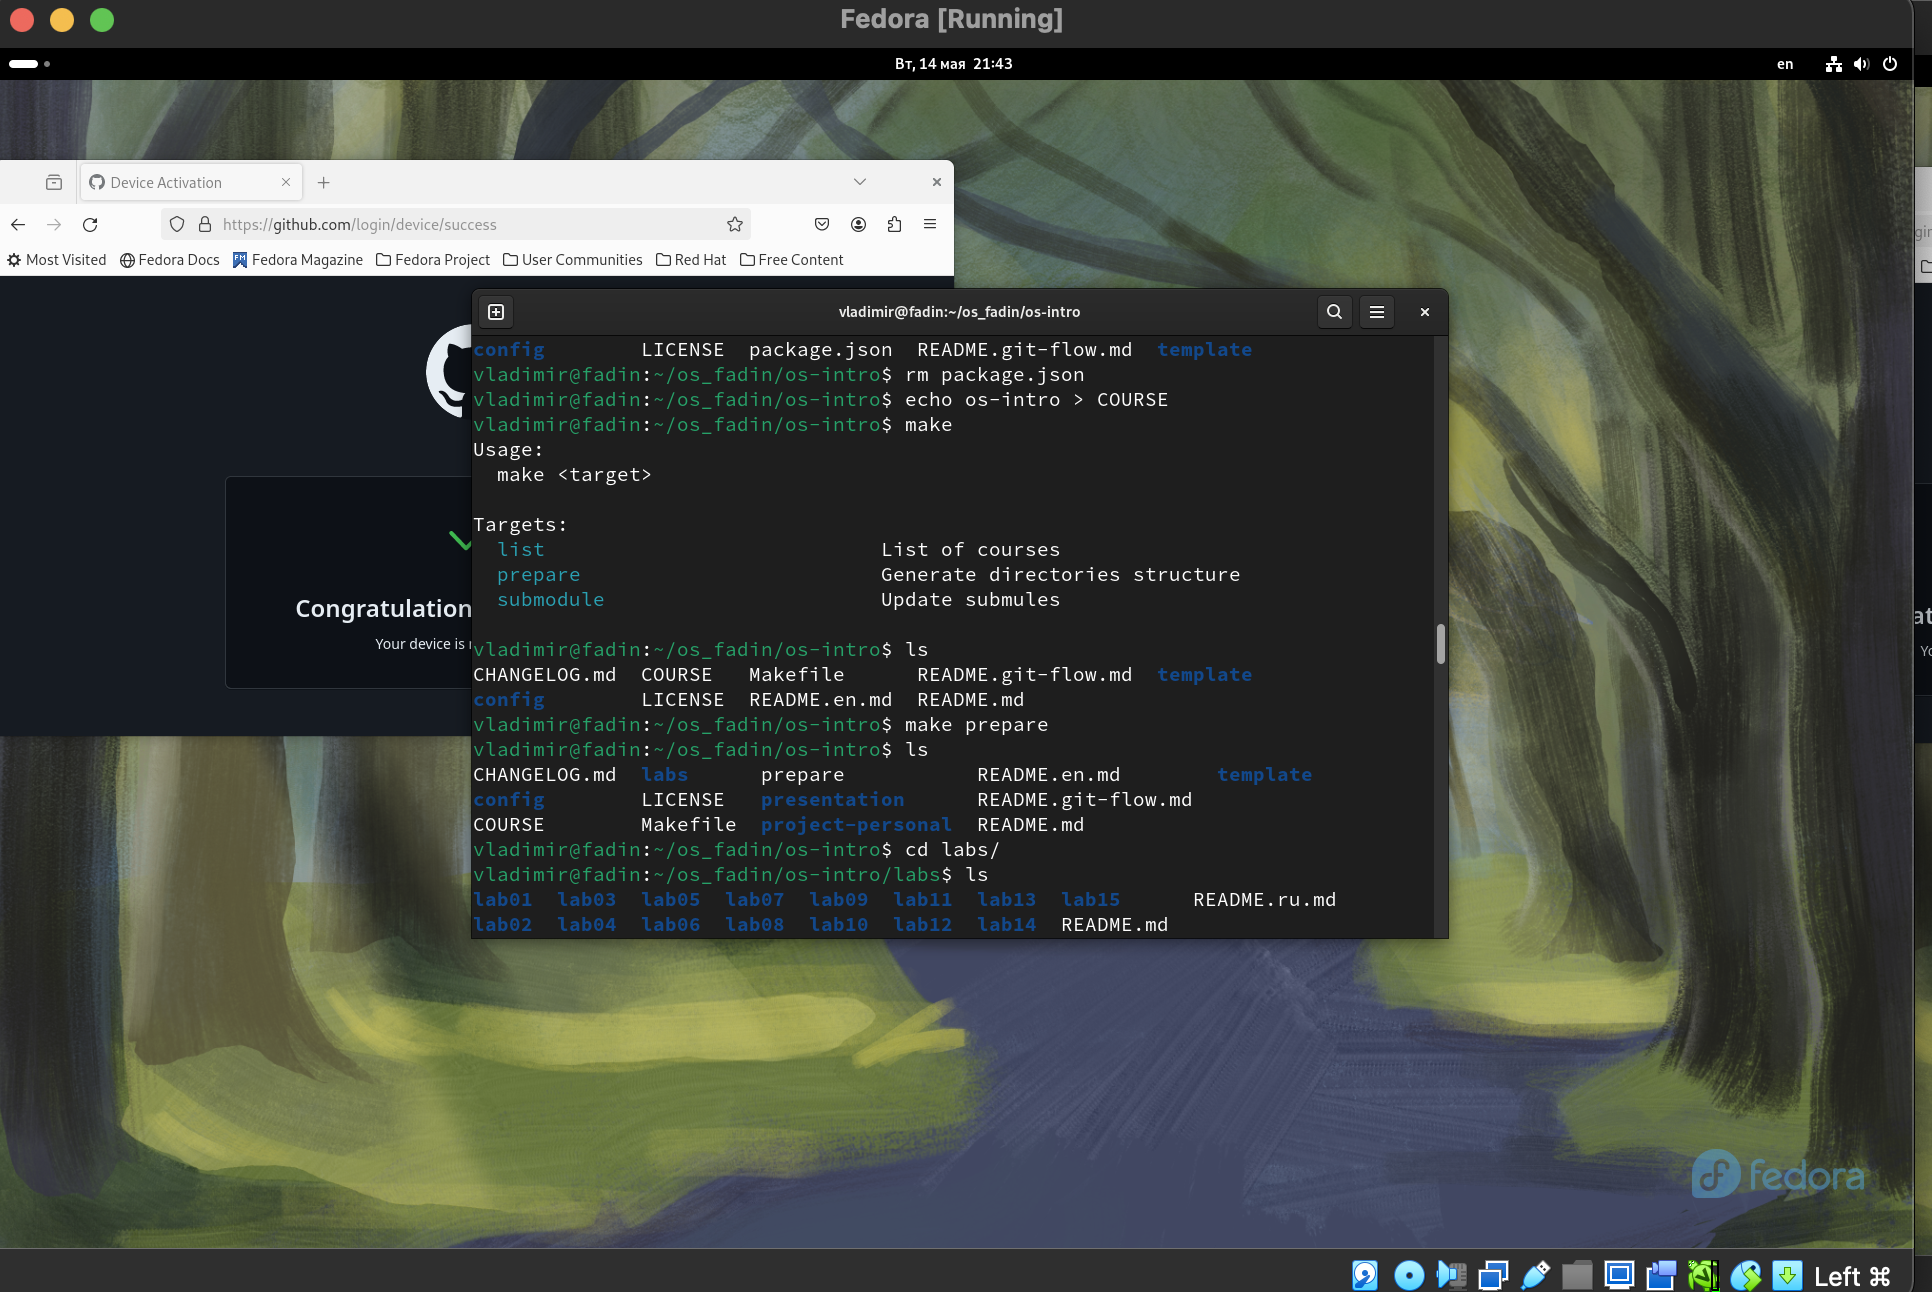 Fedora [Running]
Вт, 14 мая 21:43
en
Device Activation
https://github.com/login/device/success
Most Visited Fedora Docs Fedora Magazine Fedora Project User Communities Red Hat Free Content
Congratulation
Your device is
vladimir@fadin:~/os_fadin/os-intro
config LICENSE package.json README.git-flow.md template
vladimir@fadin:~/os_fadin/os-intro$ rm package.json
vladimir@fadin:~/os_fadin/os-intro$ echo os-intro > COURSE
vladimir@fadin:~/os_fadin/os-intro$ make
Usage:
make <target>
Targets:
list List of courses
prepare Generate directories structure
submodule Update submules
vladimir@fadin:~/os_fadin/os-intro$ ls
CHANGELOG.md COURSE Makefile README.git-flow.md template
config LICENSE README.en.md README.md
vladimir@fadin:~/os_fadin/os-intro$ make prepare
vladimir@fadin:~/os_fadin/os-intro$ ls
CHANGELOG.md labs prepare README.en.md template
config LICENSE presentation README.git-flow.md
COURSE Makefile project-personal README.md
vladimir@fadin:~/os_fadin/os-intro$ cd labs/
vladimir@fadin:~/os_fadin/os-intro/labs$ ls
lab01 lab03 lab05 lab07 lab09 lab11 lab13 lab15 README.ru.md
lab02 lab04 lab06 lab08 lab10 lab12 lab14 README.md
fedora
Left ⌘